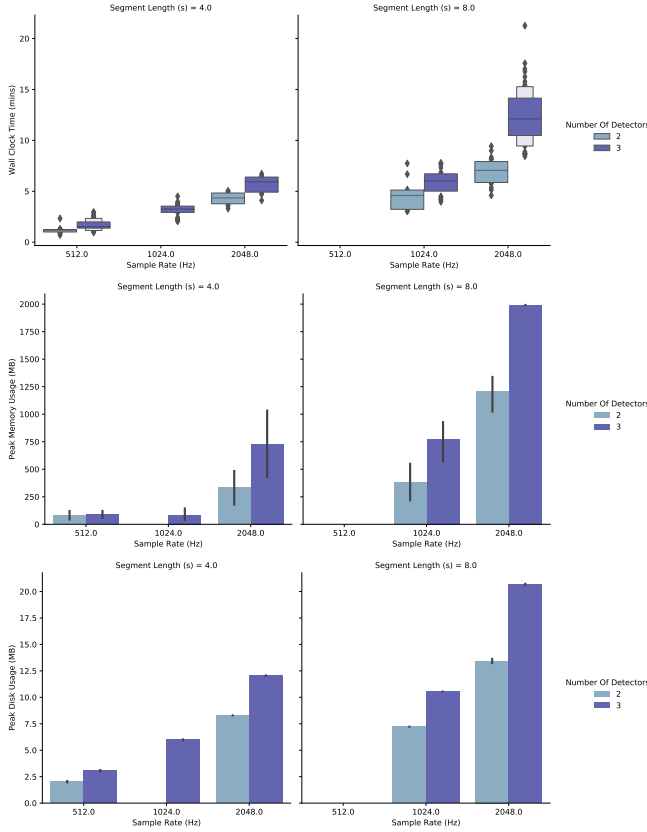 Segment Length (s) = 4.0
Segment Length (s) = 8.0
Wall Clock Time (mins)
20
15
10
5
0
512.0
1024.0
2048.0
Sample Rate (Hz)
512.0
1024.0
2048.0
Sample Rate (Hz)
Number Of Detectors
2
3
Segment Length (s) = 4.0
Segment Length (s) = 8.0
Peak Memory Usage (MB)
2000
1750
1500
1250
1000
750
500
250
0
512.0
1024.0
2048.0
Sample Rate (Hz)
512.0
1024.0
2048.0
Sample Rate (Hz)
Number Of Detectors
2
3
Segment Length (s) = 4.0
Segment Length (s) = 8.0
Peak Disk Usage (MB)
20.0
17.5
15.0
12.5
10.0
7.5
5.0
2.5
0.0
512.0
1024.0
2048.0
Sample Rate (Hz)
512.0
1024.0
2048.0
Sample Rate (Hz)
Number Of Detectors
2
3